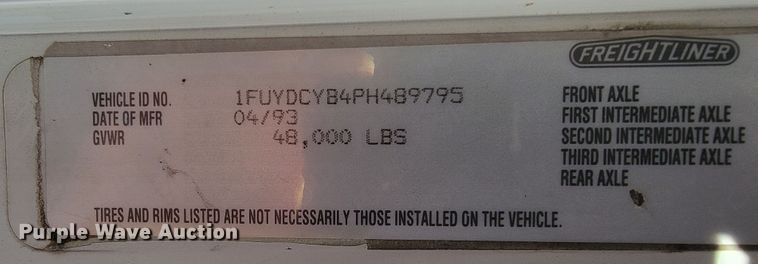 FREIGHTLINER
VEHICLE ID NO. 1FUYDCYB4PH489795 FRONT AXLE
DATE OF MFR 04/93 FIRST INTERMEDIATE AXLE
GVWR 48,000 LBS SECOND INTERMEDIATE AXLE
THIRD INTERMEDIATE AXLE
REAR AXLE
TIRES AND RIMS LISTED ARE NOT NECESSARILY THOSE INSTALLED ON THE VEHICLE.
Purple Wave Auction